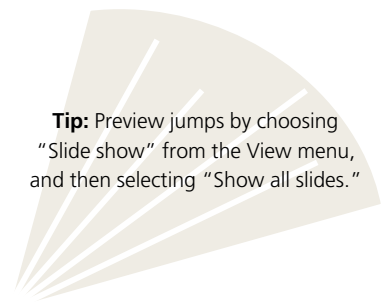 Tip: Preview jumps by choosing
“Slide show” from the View menu,
and then selecting “Show all slides.”